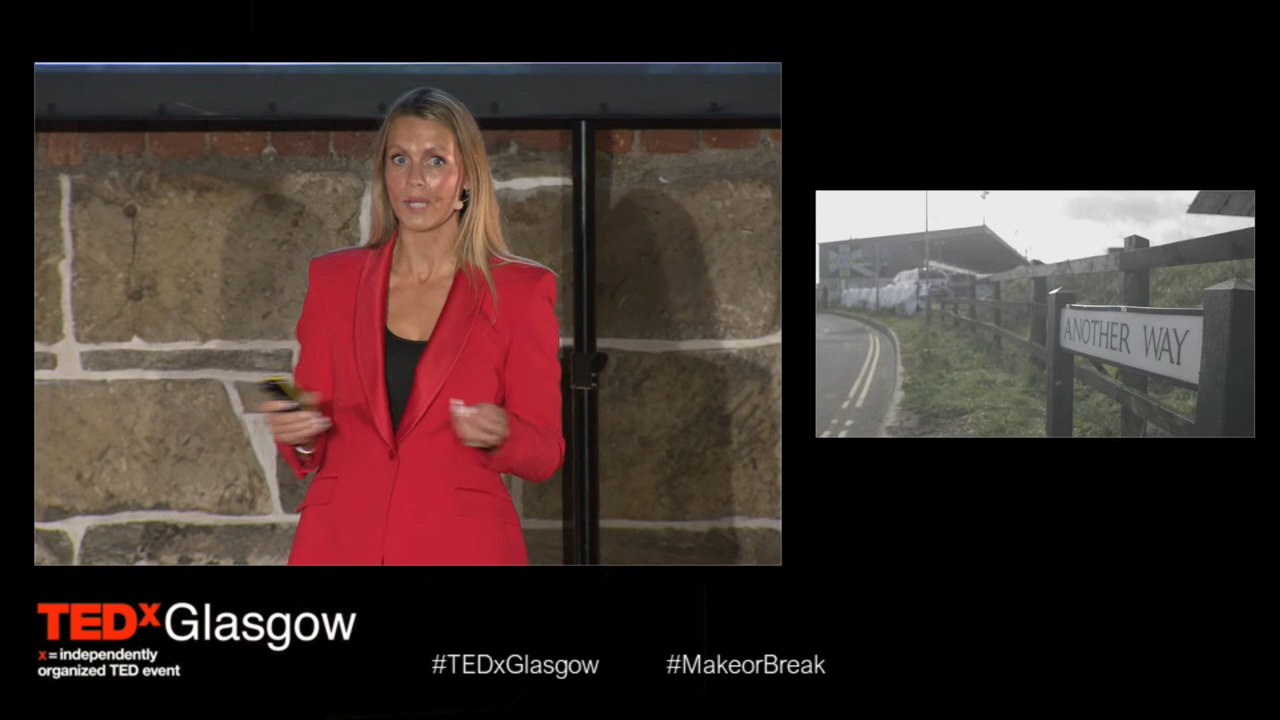 ANOTHER WAY
TEDxGlasgow
x=independently
organized TED event
#TEDxGlasgow
#MakeorBreak